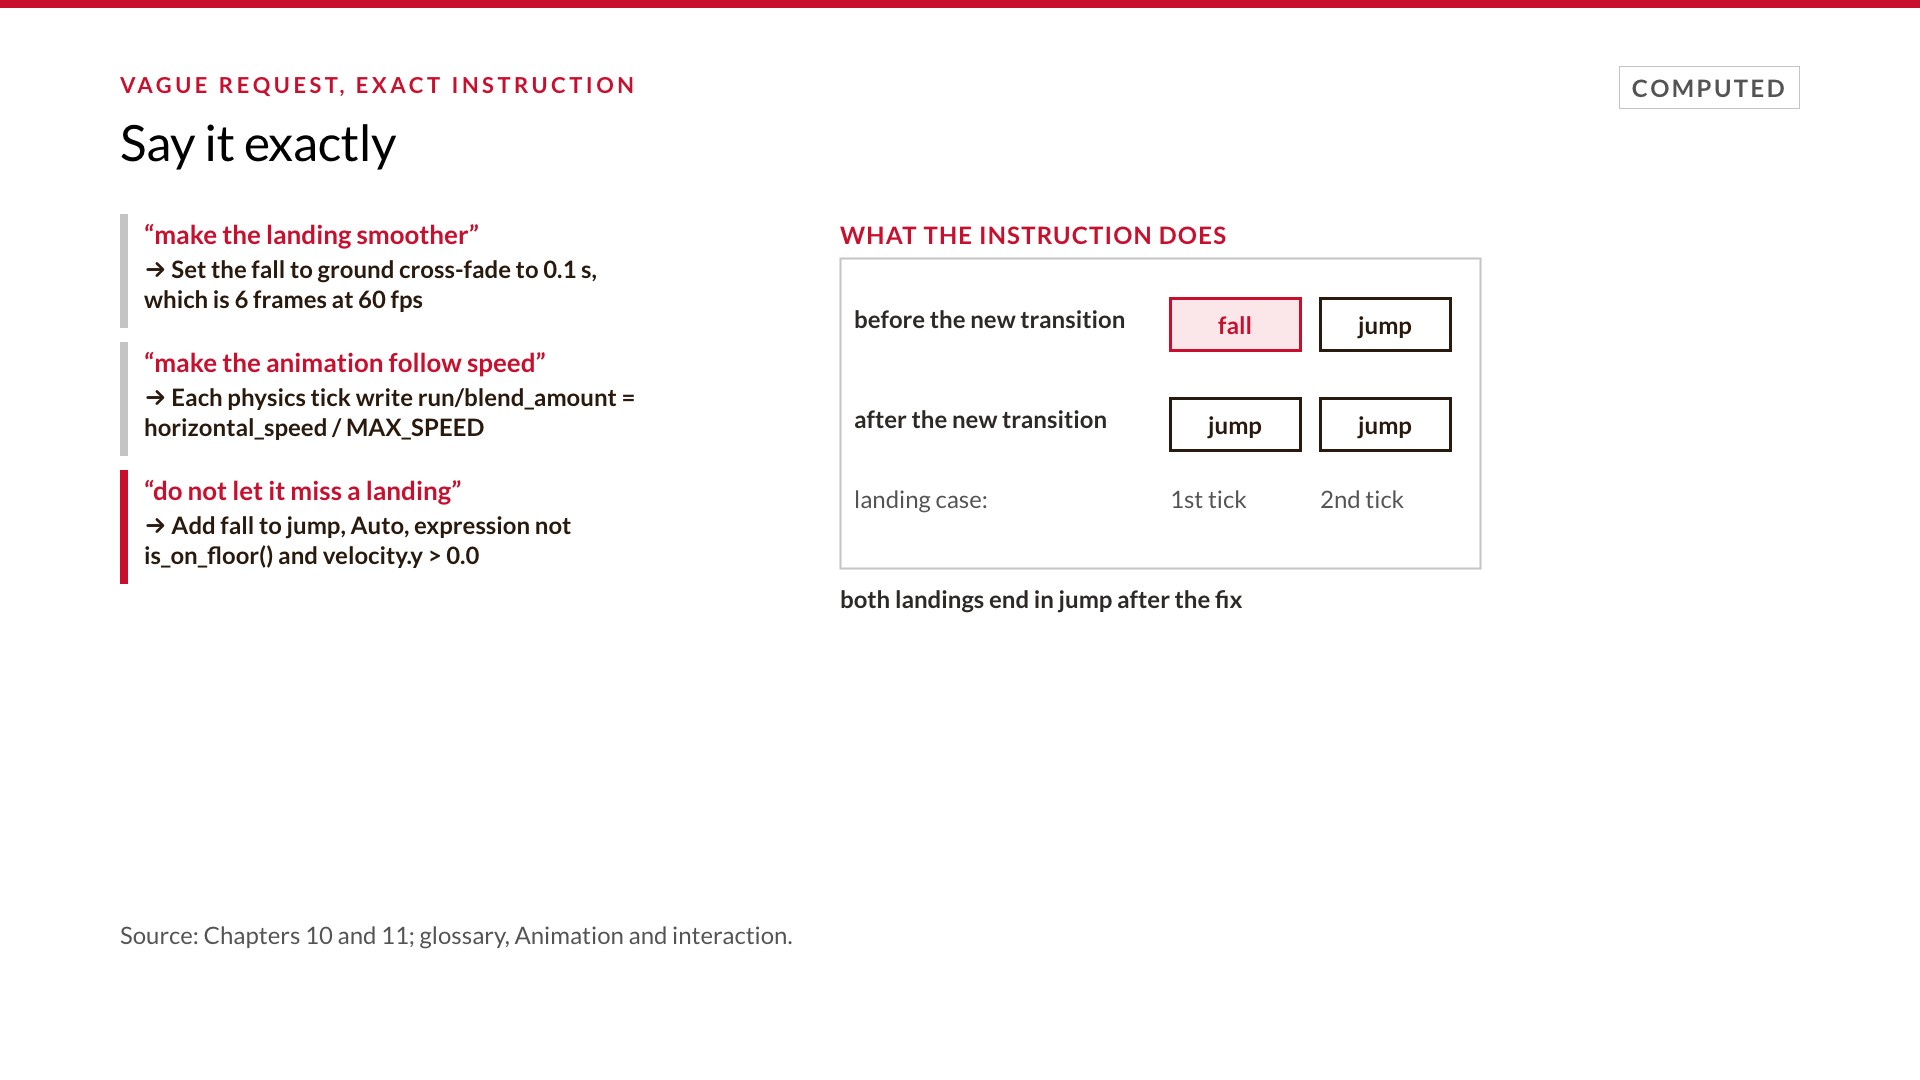 VAGUE REQUEST, EXACT INSTRUCTION
COMPUTED
Say it exactly
“make the landing smoother”
→ Set the fall to ground cross-fade to 0.1 s,
which is 6 frames at 60 fps
“make the animation follow speed”
→ Each physics tick write run/blend_amount =
horizontal_speed / MAX_SPEED
“do not let it miss a landing”
→ Add fall to jump, Auto, expression not
is_on_floor() and velocity.y > 0.0
WHAT THE INSTRUCTION DOES
before the new transition fall jump
after the new transition jump jump
landing case: 1st tick 2nd tick
both landings end in jump after the fix
Source: Chapters 10 and 11; glossary, Animation and interaction.